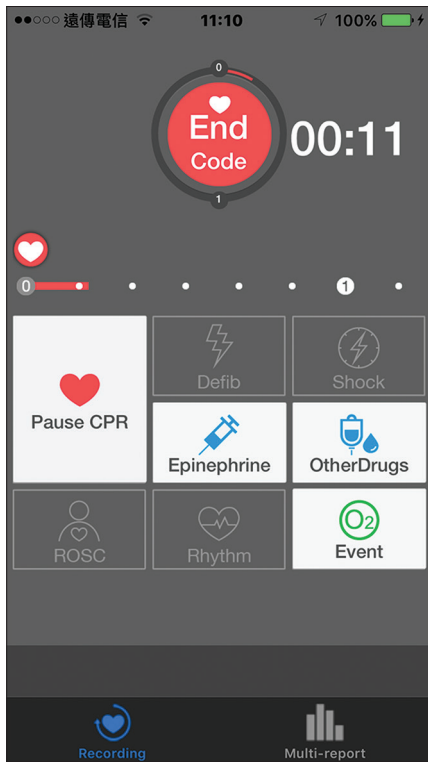 遠傳電信 11:10 100%
0
End
Code
00:11
1
0 1
Defib Shock
Pause CPR
Epinephrine OtherDrugs
O2
ROSC Rhythm Event
Recording Multi-report